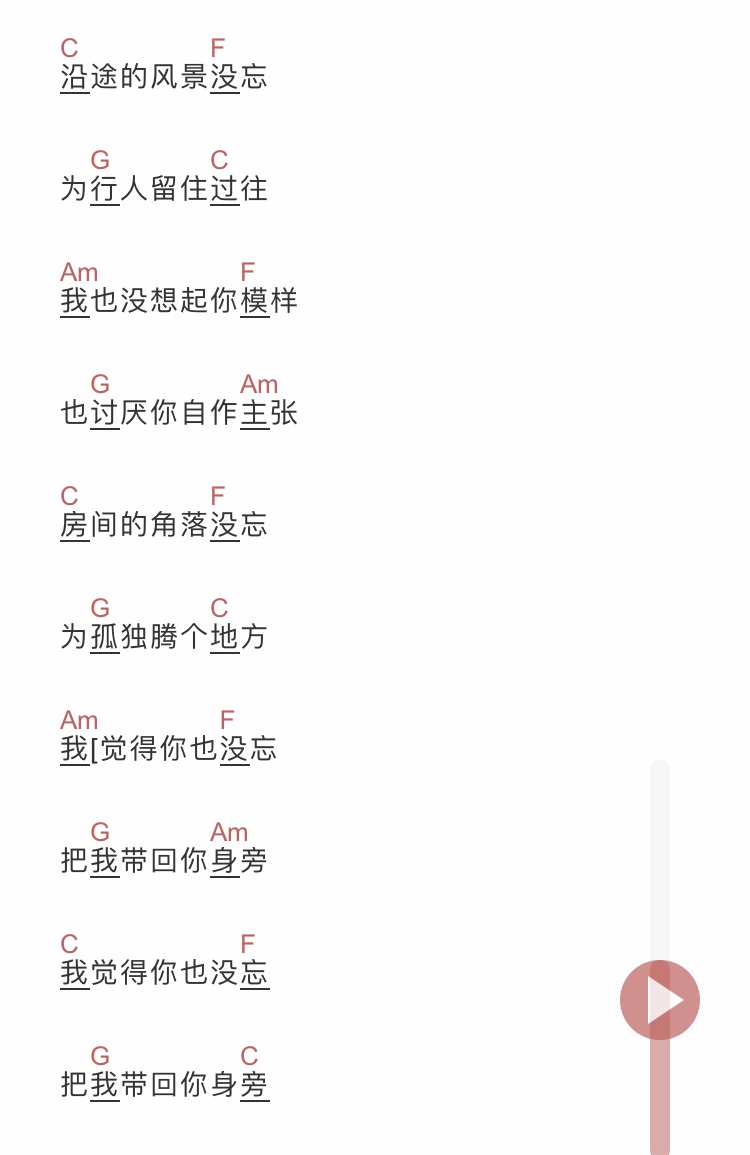 C F
沿途的风景没忘
G C
为行人留住过往
Am F
我也没想起你模样
G Am
也讨厌你自作主张
C F
房间的角落没忘
G C
为孤独腾个地方
Am F
我[觉得你也没忘
G Am
把我带回你身旁
C F
我觉得你也没忘
G C
把我带回你身旁